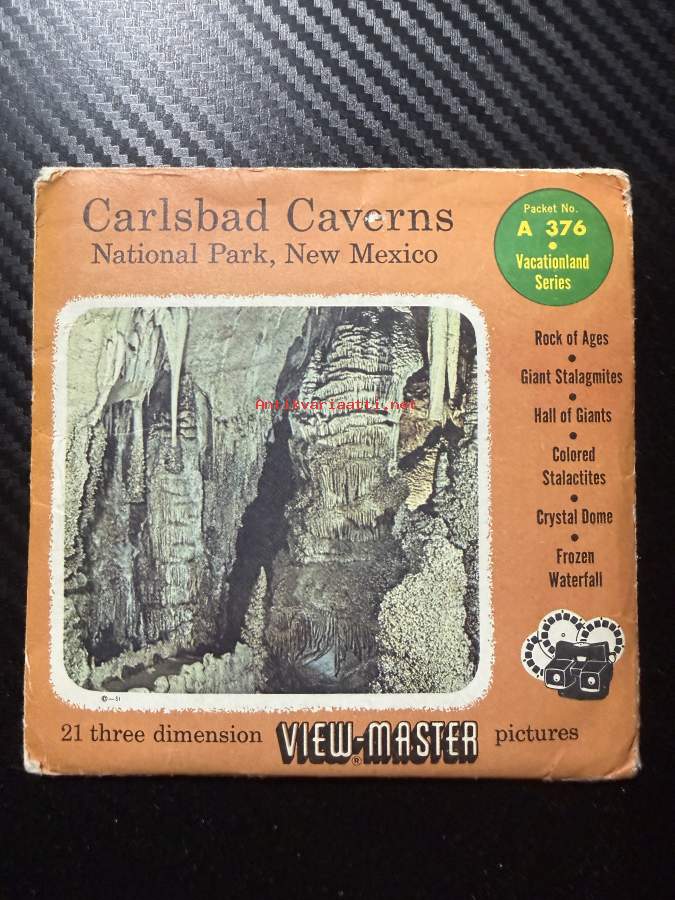 Carlsbad Caverns
National Park, New Mexico
Packet No.
A 376
•
Vacationland
Series
Rock of Ages
•
Giant Stalagmites
•
Hall of Giants
•
Colored
Stalactites
•
Crystal Dome
•
Frozen
Waterfall
Antikvariaatti.net
©—SI
21 three dimension VIEW-MASTER® pictures